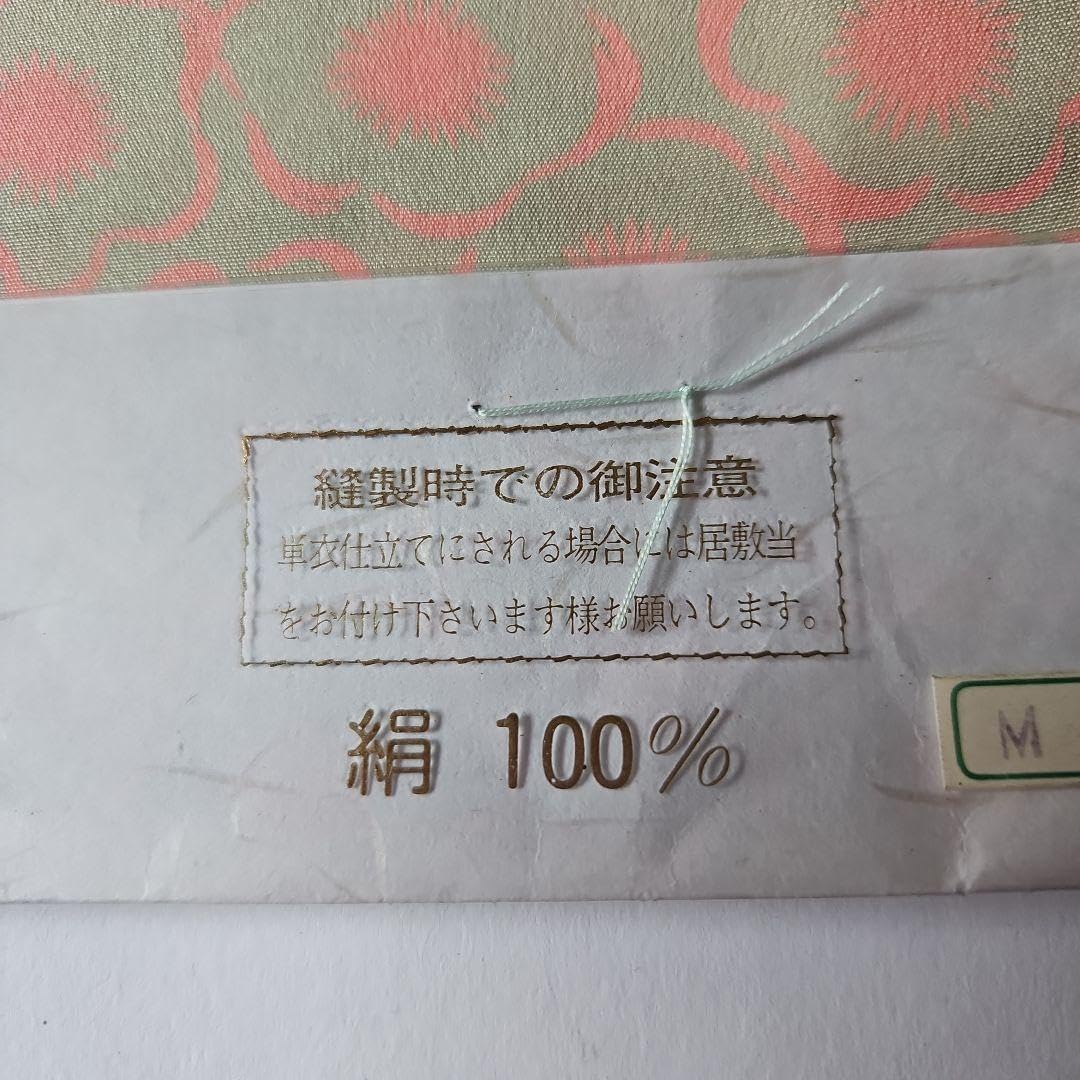 縫製時での御注意
単衣仕立てにされる場合には居敷当
をお付け下さいます様お願いします。
絹 100%
M